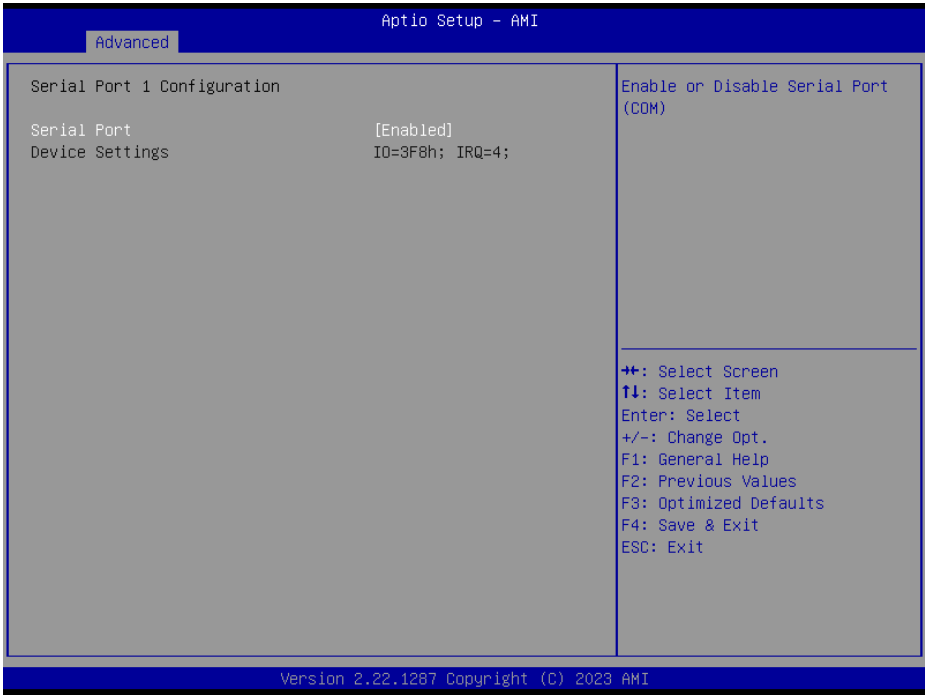 Aptio Setup – AMI
Advanced
Serial Port 1 Configuration
Serial Port [Enabled]
Device Settings IO=3F8h; IRQ=4;
Enable or Disable Serial Port
(COM)
→←: Select Screen
↑↓: Select Item
Enter: Select
+/-: Change Opt.
F1: General Help
F2: Previous Values
F3: Optimized Defaults
F4: Save & Exit
ESC: Exit
Version 2.22.1287 Copyright (C) 2023 AMI